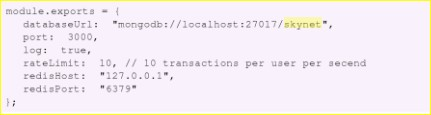 module.exports = {
databaseUrl: "mongodb://localhost:27017/skynet",
port: 3000,
log: true,
rateLimit: 10, // 10 transactions per user per secend
redisHost: "127.0.0.1",
redisPort: "6379"
};